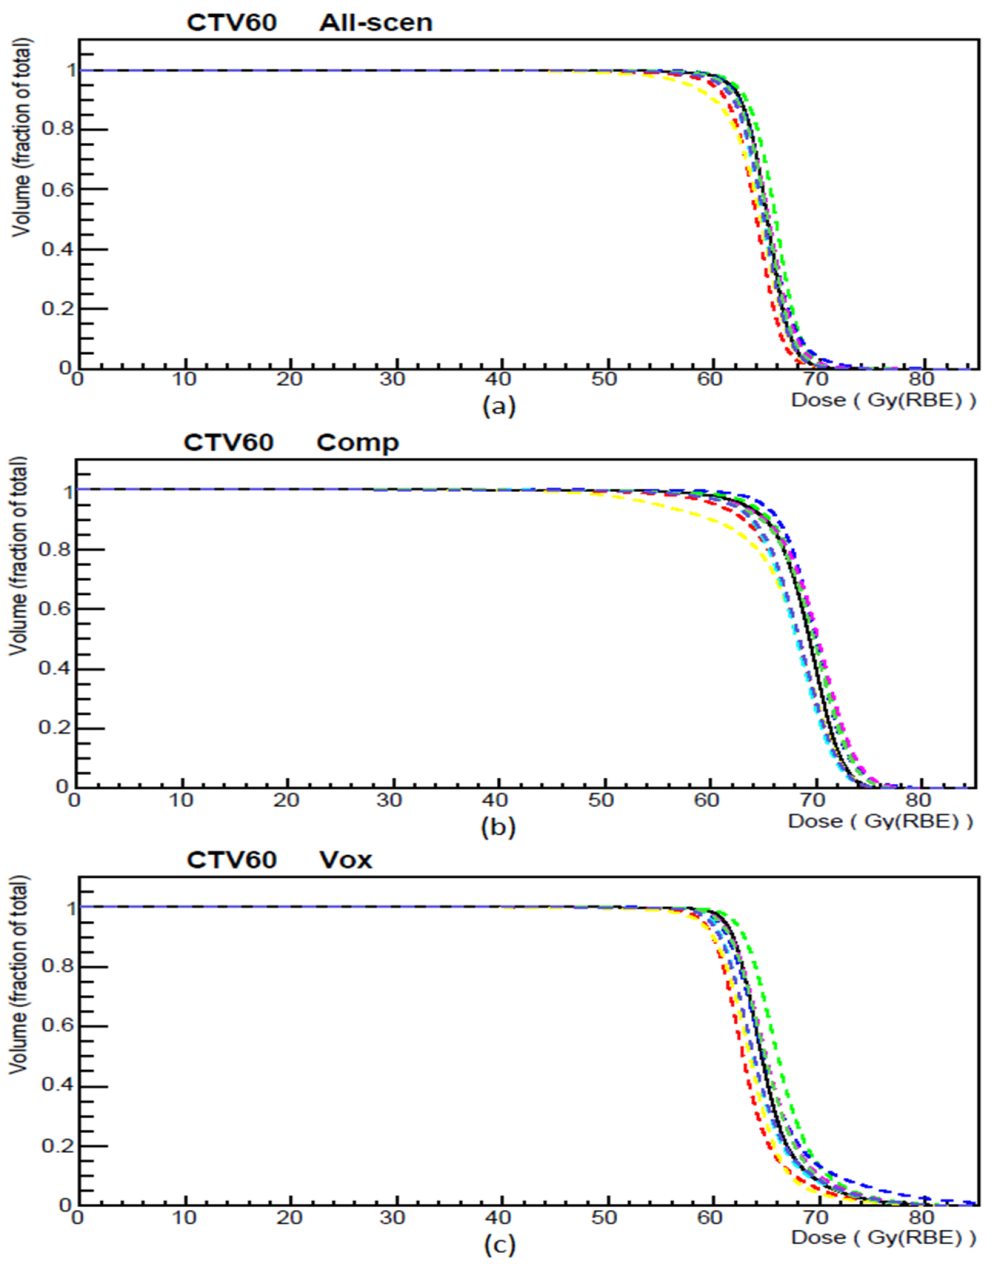 CTV60 All-scen
Volume (fraction of total)
1
0.8
0.6
0.4
0.2
0
0 10 20 30 40 50 60 70 80
Dose ( Gy(RBE) )
(a)
CTV60 Comp
Volume (fraction of total)
1
0.8
0.6
0.4
0.2
0
0 10 20 30 40 50 60 70 80
Dose ( Gy(RBE) )
(b)
CTV60 Vox
Volume (fraction of total)
1
0.8
0.6
0.4
0.2
0
0 10 20 30 40 50 60 70 80
Dose ( Gy(RBE) )
(c)